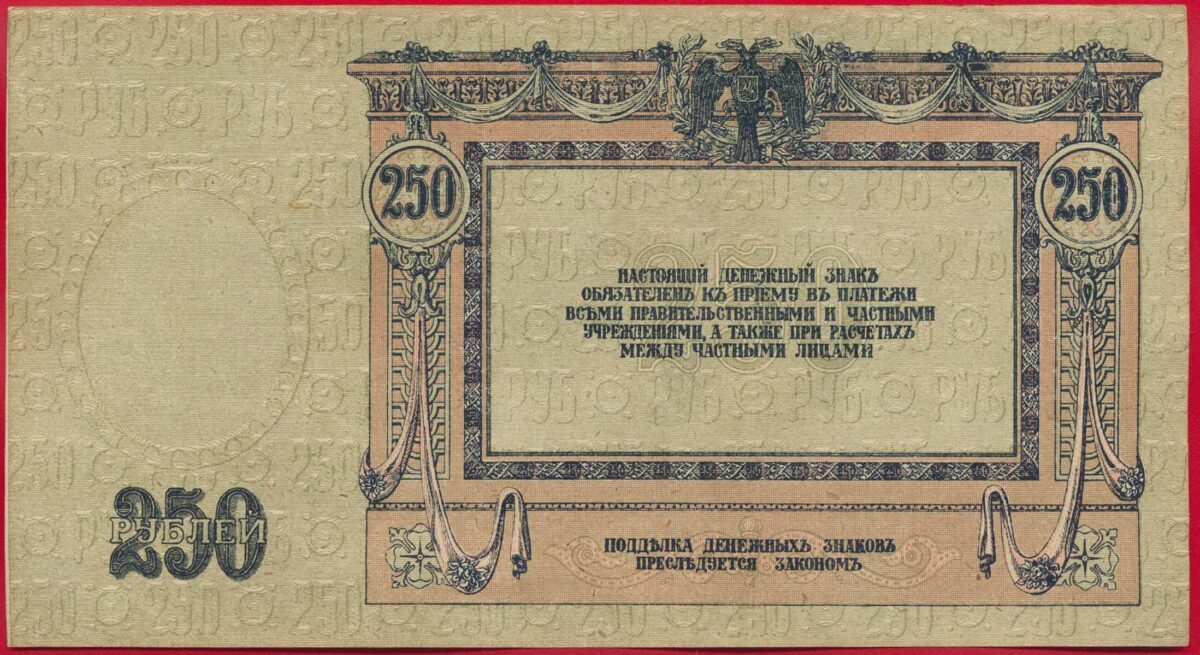 250
250
НАСТОЯЩІЙ ДЕНЕЖНЫЙ ЗНАКЪ
ОБЯЗАТЕЛЕНЪ КЪ ПРІЕМУ ВЪ ПЛАТЕЖИ
ВСѢМИ ПРАВИТЕЛЬСТВЕННЫМИ И ЧАСТНЫМИ
УЧРЕЖДЕНІЯМИ, А ТАКЖЕ ПРИ РАСЧЕТАХЪ
МЕЖДУ ЧАСТНЫМИ ЛИЦАМИ
250
250
РУБЛЕЙ
ПОДДѢЛКА ДЕНЕЖНЫХЪ ЗНАКОВЪ
ПРЕСЛѢДУЕТСЯ ЗАКОНОМЪ